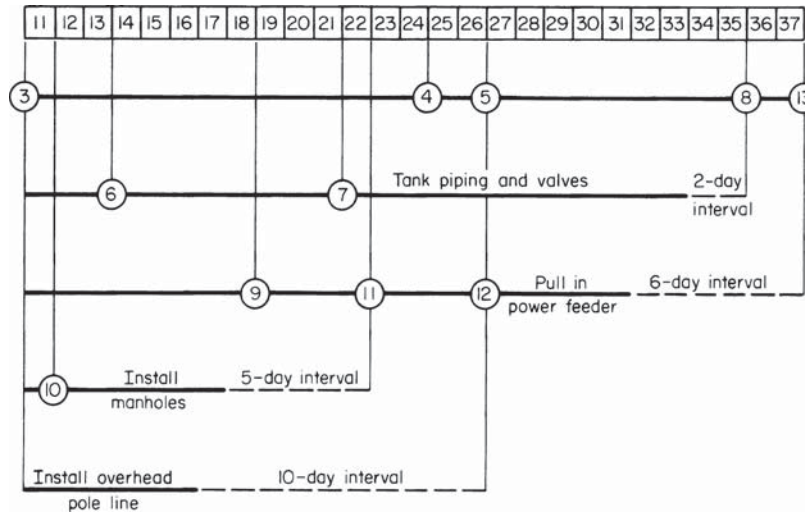 11 12 13 14 15 16 17 18 19 20 21 22 23 24 25 26 27 28 29 30 31 32 33 34 35 36 37
3 4 5 8 13
Tank piping and valves 2-day
6 7
interval
Pull in 6-day interval
9 11 12
power feeder
Install 5-day interval
10
manholes
Install overhead 10-day interval
pole line